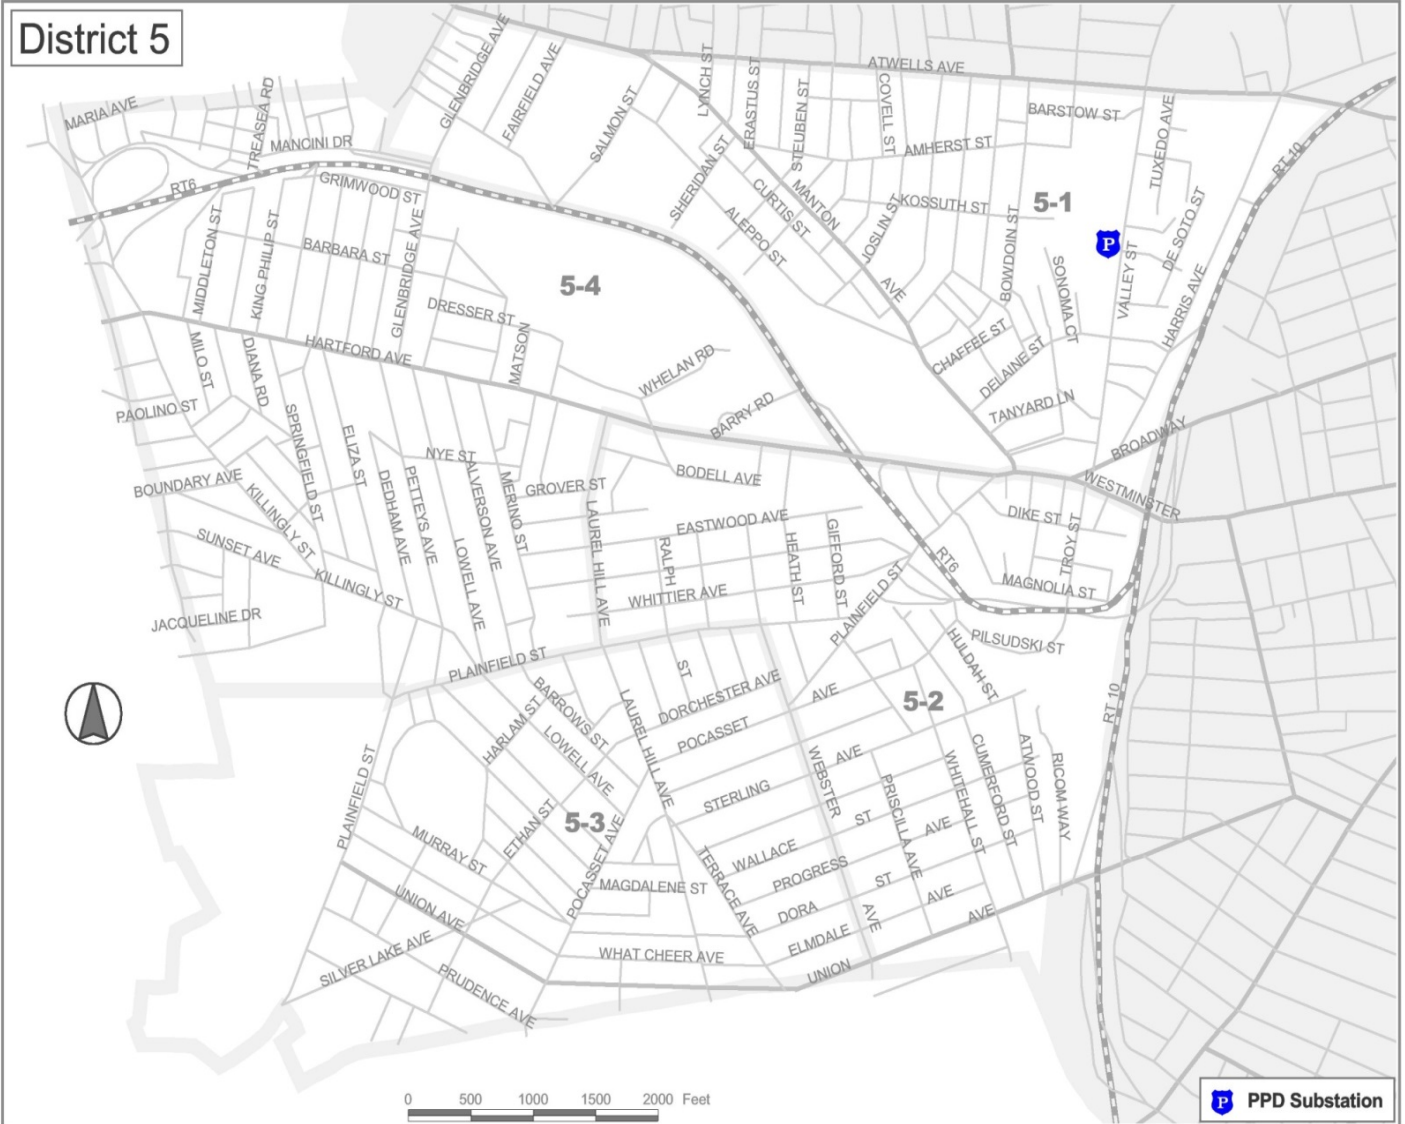 District 5
GLENBRIDGE AVE
FAIRFIELD AVE
SALMON ST
LYNCH ST
ERASTUS ST
STEUBEN ST
ATWELLS AVE
COVELL ST
BARSTOW ST
TUXEDO AVE
MARIA AVE
TREASEA RD
MANCINI DR
AMHERST ST
RT 10
RT6
GRIMWOOD ST
SHERIDAN ST
CURTIS ST
MANTON
ALEPPO ST
JOSLIN ST
KOSSUTH ST
5-1
P
DE SOTO ST
MIDDLETON ST
KING PHILIP ST
BARBARA ST
GLENBRIDGE AVE
5-4
AVE
BOWDOIN ST
SONOMA CT
VALLEY ST
HARRIS AVE
DRESSER ST
MATSON
HARTFORD AVE
MILO ST
DIANA RD
WHELAN RD
CHAFFEE ST
DELAINE ST
TANYARD LN
BARRY RD
BROADWAY
PAOLINO ST
SPRINGFIELD ST
ELIZA ST
NYE ST
BODELL AVE
WESTMINSTER
BOUNDARY AVE
KILLINGLY ST
DEDHAM AVE
PETTEYS AVE
ALVERSON AVE
MERINO ST
GROVER ST
LAUREL HILL AVE
EASTWOOD AVE
DIKE ST
TROY ST
SUNSET AVE
KILLINGLY ST
LOWELL AVE
RALPH
HEATH ST
GIFFORD ST
RT6
MAGNOLIA ST
WHITTIER AVE
PLAINFIELD ST
JACQUELINE DR
PILSUDSKI ST
HULDAH ST
PLAINFIELD ST
ST
BARROWS ST
DORCHESTER AVE
AVE
5-2
RT 10
HARLAM ST
LOWELL AVE
LAUREL HILL AVE
POCASSET
PLAINFIELD ST
WEBSTER
AVE
WHITEHALL ST
CUMERFORD ST
ATWOOD ST
RICOM WAY
STERLING
PRISCILLA AVE
5-3
ETHAN ST
MURRAY ST
POCASSET AVE
ST
AVE
WALLACE
TERRACE AVE
PROGRESS
ST
MAGDALENE ST
UNION AVE
DORA
AVE
AVE
AVE
ELMDALE
SILVER LAKE AVE
WHAT CHEER AVE
UNION
PRUDENCE AVE
0 500 1000 1500 2000 Feet
P PPD Substation